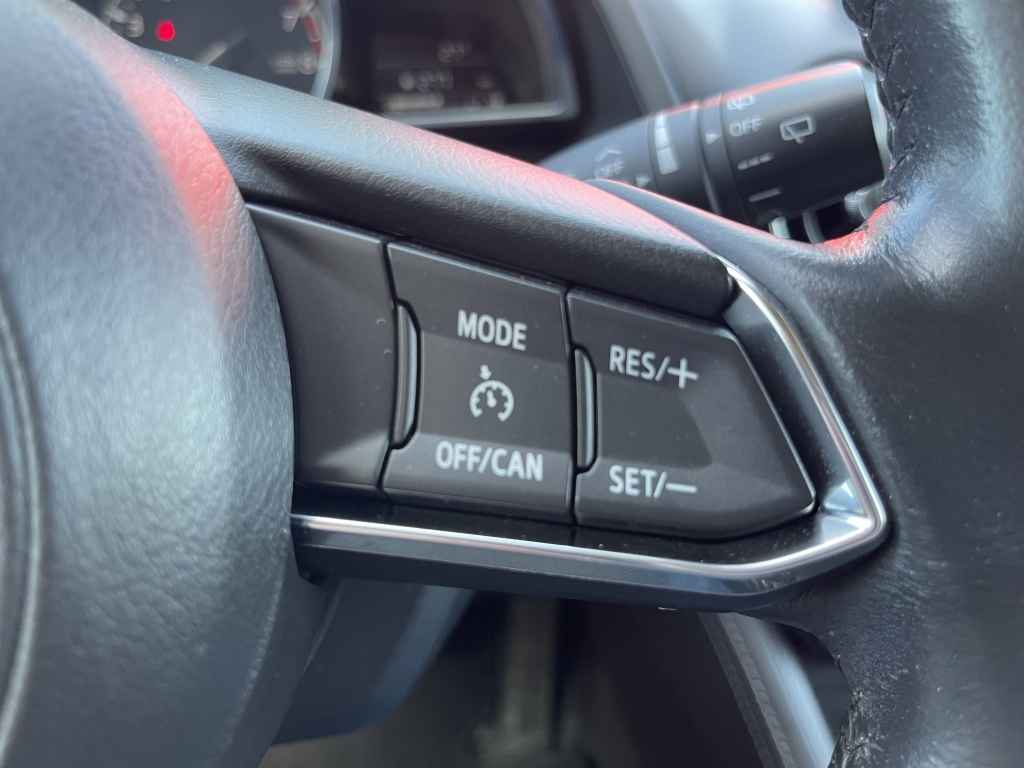 OFF
MODE
RES/+
OFF/CAN
SET/—